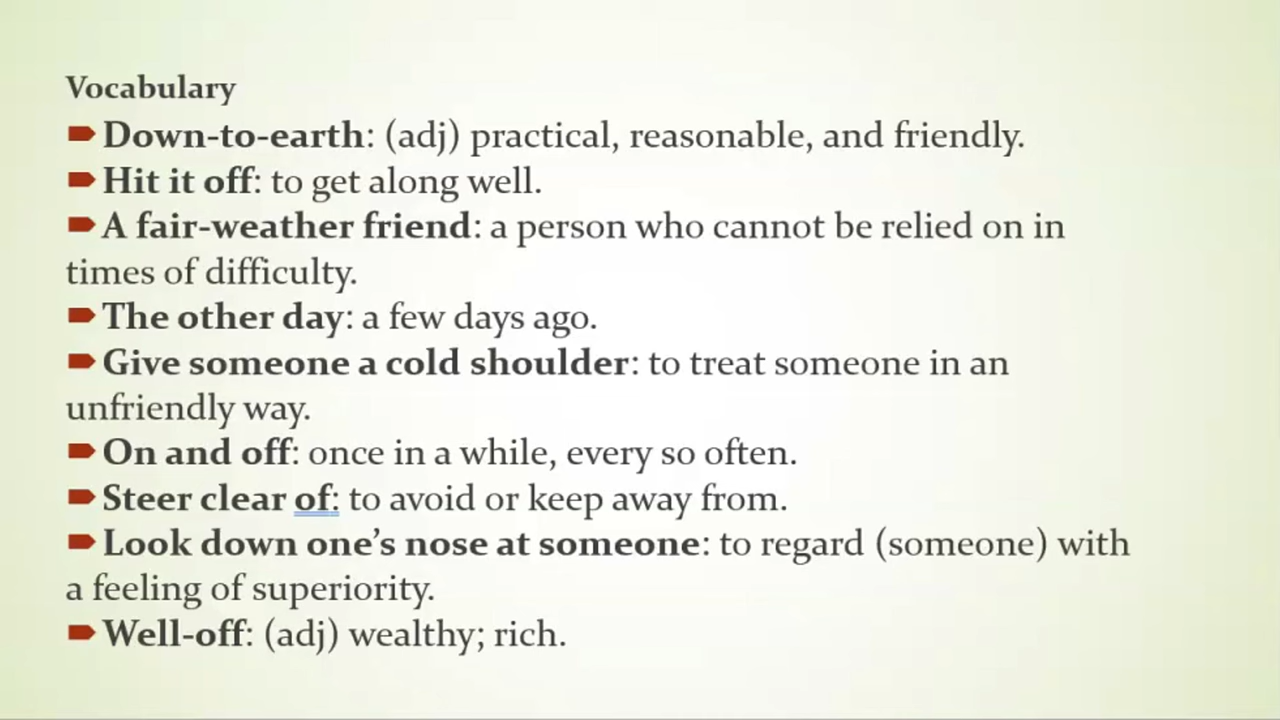 Vocabulary
Down-to-earth: (adj) practical, reasonable, and friendly.
Hit it off: to get along well.
A fair-weather friend: a person who cannot be relied on in
times of difficulty.
The other day: a few days ago.
Give someone a cold shoulder: to treat someone in an
unfriendly way.
On and off: once in a while, every so often.
Steer clear of: to avoid or keep away from.
Look down one’s nose at someone: to regard (someone) with
a feeling of superiority.
Well-off: (adj) wealthy; rich.